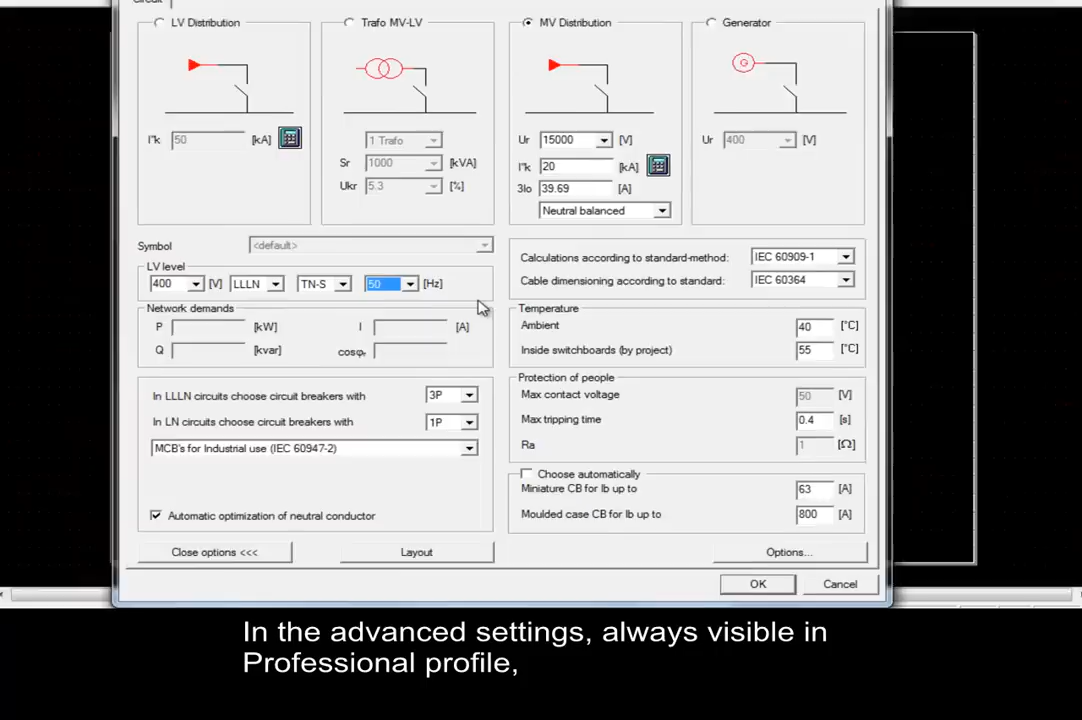 Circuit
LV Distribution
Trafo MV-LV
MV Distribution
Generator
G
I"k 50 [kA]
1 Trafo
Sr 1000 [kVA]
Ukr 5.3 [%]
Ur 15000 [V]
I"k 20 [kA]
3Io 39.69 [A]
Neutral balanced
Ur 400 [V]
Symbol <default>
LV level
400 [V] LLLN TN-S 50 [Hz]
Network demands
P [kW] I [A]
Q [kvar] cosφ
In LLLN circuits choose circuit breakers with 3P
In LN circuits choose circuit breakers with 1P
MCB's for Industrial use (IEC 60947-2)
Automatic optimization of neutral conductor
Calculations according to standard-method: IEC 60909-1
Cable dimensioning according to standard: IEC 60364
Temperature
Ambient 40 [°C]
Inside switchboards (by project) 55 [°C]
Protection of people
Max contact voltage 50 [V]
Max tripping time 0.4 [s]
Ra 1 [Ω]
Choose automatically
Miniature CB for Ib up to 63 [A]
Moulded case CB for Ib up to 800 [A]
Close options <<<
Layout
Options...
OK
Cancel
In the advanced settings, always visible in
Professional profile,